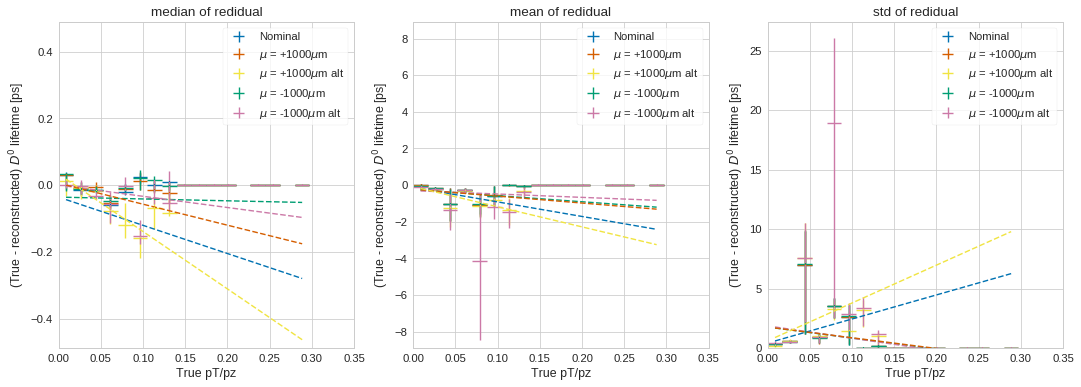 median of redidual
(True - reconstructed) D⁰ lifetime [ps]
0.4
0.2
0.0
−0.2
−0.4
0.00 0.05 0.10 0.15 0.20 0.25 0.30 0.35
True pT/pz
Nominal
μ = +1000μm
μ = +1000μm alt
μ = -1000μm
μ = -1000μm alt
mean of redidual
(True - reconstructed) D⁰ lifetime [ps]
8
6
4
2
0
−2
−4
−6
−8
0.00 0.05 0.10 0.15 0.20 0.25 0.30 0.35
True pT/pz
Nominal
μ = +1000μm
μ = +1000μm alt
μ = -1000μm
μ = -1000μm alt
std of redidual
(True - reconstructed) D⁰ lifetime [ps]
25
20
15
10
5
0
0.00 0.05 0.10 0.15 0.20 0.25 0.30 0.35
True pT/pz
Nominal
μ = +1000μm
μ = +1000μm alt
μ = -1000μm
μ = -1000μm alt